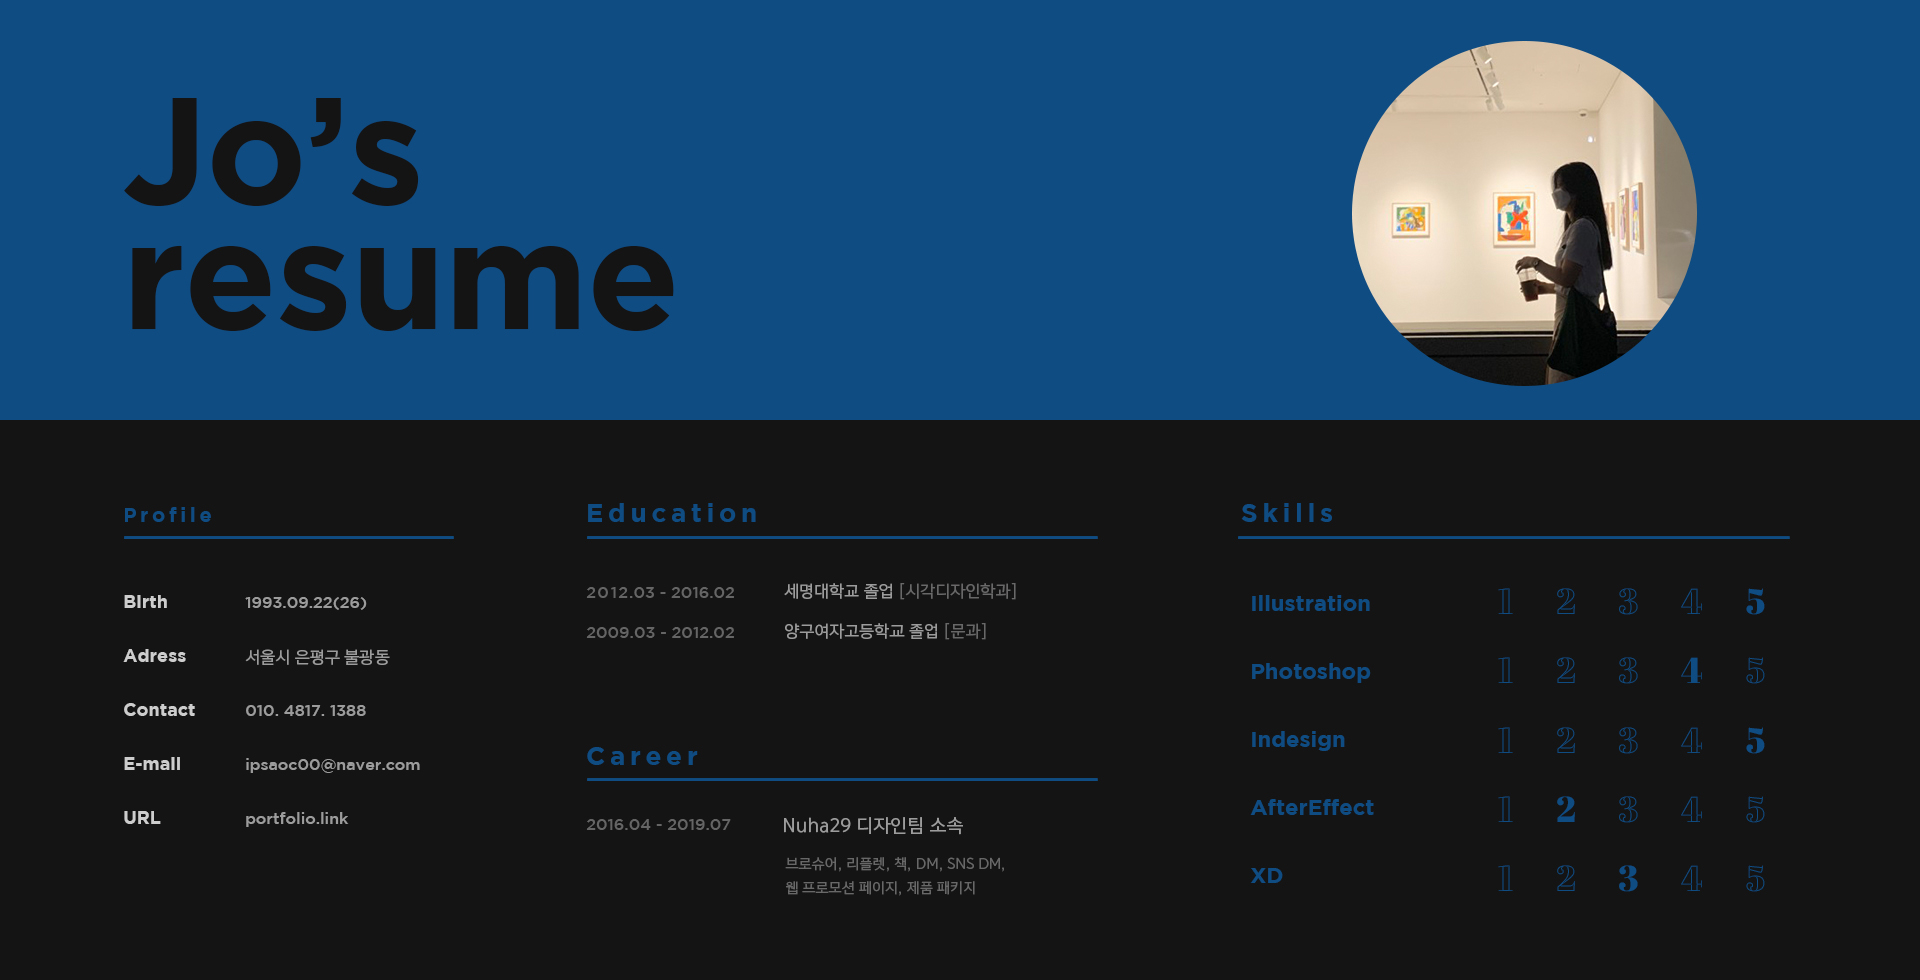 Jo's
resume
Profile
BIrth 1993.09.22(26)
Adress 서울시 은평구 불광동
Contact 010. 4817. 1388
E-maIl ipsaoc00@naver.com
URL portfolio.link
Education
2012.03 - 2016.02 세명대학교 졸업 [시각디자인학과]
2009.03 - 2012.02 양구여자고등학교 졸업 [문과]
Career
2016.04 - 2019.07 Nuha29 디자인팀 소속
브로슈어, 리플렛, 책, DM, SNS DM,
웹 프로모션 페이지, 제품 패키지
Skills
Illustration 1 2 3 4 5
Photoshop 1 2 3 4 5
Indesign 1 2 3 4 5
AfterEffect 1 2 3 4 5
XD 1 2 3 4 5